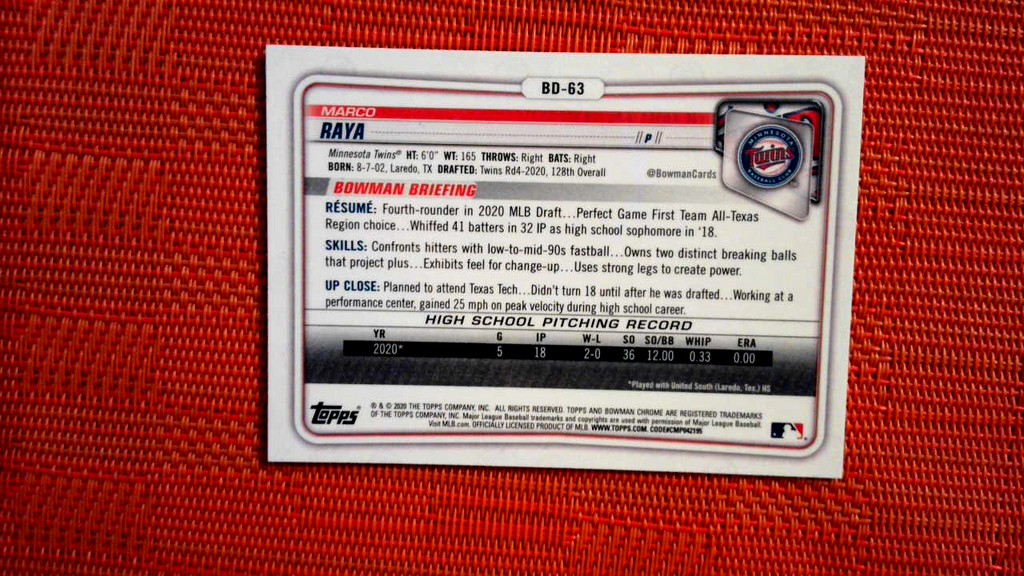 BD-63
MARCO
RAYA
// P //
Minnesota Twins® HT: 6'0" WT: 165 THROWS: Right BATS: Right
BORN: 8-7-02, Laredo, TX DRAFTED: Twins Rd4-2020, 128th Overall
@BowmanCards
MINNESOTA
Twins
BASEBALL CLUB
BOWMAN BRIEFING
RÉSUMÉ: Fourth-rounder in 2020 MLB Draft...Perfect Game First Team All-Texas
Region choice...Whiffed 41 batters in 32 IP as high school sophomore in '18.
SKILLS: Confronts hitters with low-to-mid-90s fastball...Owns two distinct breaking balls
that project plus...Exhibits feel for change-up...Uses strong legs to create power.
UP CLOSE: Planned to attend Texas Tech...Didn't turn 18 until after he was drafted...Working at a
performance center, gained 25 mph on peak velocity during high school career.
HIGH SCHOOL PITCHING RECORD
YR G IP W-L SO SO/BB WHIP ERA
2020* 5 18 2-0 36 12.00 0.33 0.00
*Played with United South (Laredo, Tex.) HS
topps
® & © 2020 THE TOPPS COMPANY, INC. ALL RIGHTS RESERVED. TOPPS AND BOWMAN CHROME ARE REGISTERED TRADEMARKS
OF THE TOPPS COMPANY, INC. Major League Baseball trademarks and copyrights are used with permission of Major League Baseball.
Visit MLB.com. OFFICIALLY LICENSED PRODUCT OF MLB. WWW.TOPPS.COM. CODE#CMP042195